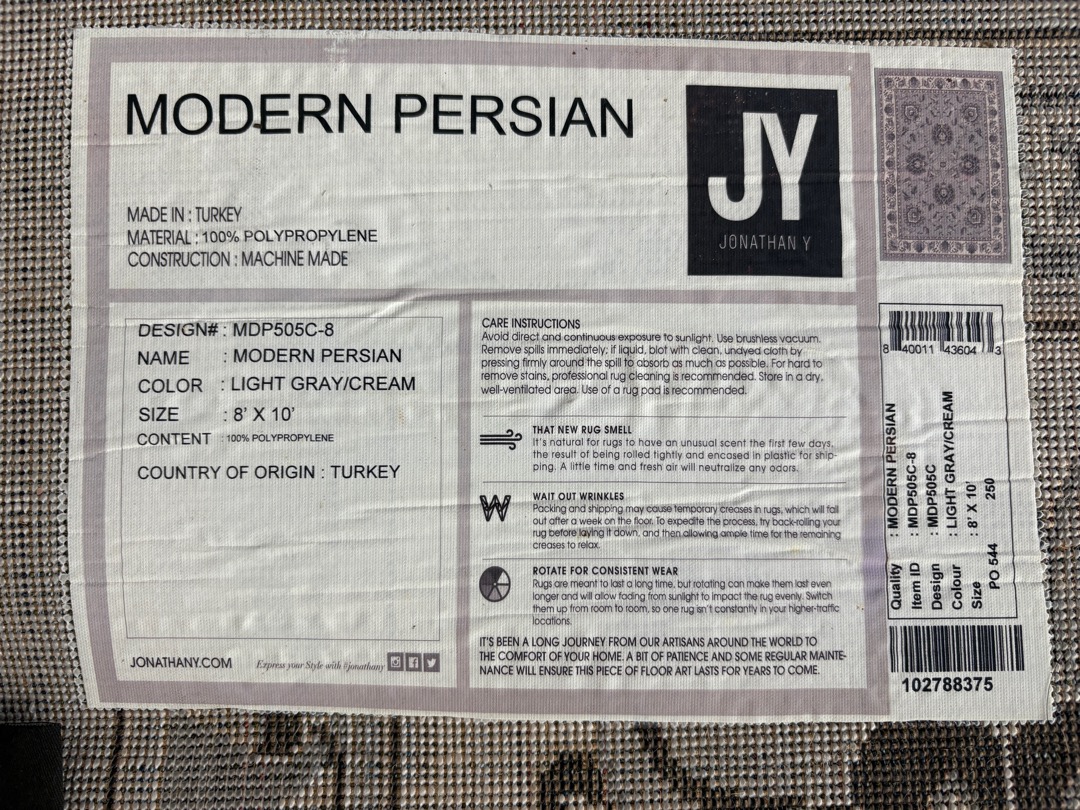 MODERN PERSIAN
JY
JONATHAN Y
MADE IN : TURKEY
MATERIAL : 100% POLYPROPYLENE
CONSTRUCTION : MACHINE MADE
DESIGN# : MDP505C-8
NAME : MODERN PERSIAN
COLOR : LIGHT GRAY/CREAM
SIZE : 8' X 10'
CONTENT : 100% POLYPROPYLENE
COUNTRY OF ORIGIN : TURKEY
JONATHANY.COM
Express your Style with #jonathany
CARE INSTRUCTIONS
Avoid direct and continuous exposure to sunlight. Use brushless vacuum.
Remove spills immediately; if liquid, blot with clean, undyed cloth by
pressing firmly around the spill to absorb as much as possible. For hard to
remove stains, professional rug cleaning is recommended. Store in a dry,
well-ventilated area. Use of a rug pad is recommended.
THAT NEW RUG SMELL
It's natural for rugs to have an unusual scent the first few days,
the result of being rolled tightly and encased in plastic for ship-
ping. A little time and fresh air will neutralize any odors.
WAIT OUT WRINKLES
Packing and shipping may cause temporary creases in rugs, which will fall
out after a week on the floor. To expedite the process, try back-rolling your
rug before laying it down, and then allowing ample time for the remaining
creases to relax.
ROTATE FOR CONSISTENT WEAR
Rugs are meant to last a long time, but rotating can make them last even
longer and will allow fading from sunlight to impact the rug evenly. Switch
them up from room to room, so one rug isn't constantly in your higher-traffic
locations.
IT'S BEEN A LONG JOURNEY FROM OUR ARTISANS AROUND THE WORLD TO
THE COMFORT OF YOUR HOME. A BIT OF PATIENCE AND SOME REGULAR MAINTE-
NANCE WILL ENSURE THIS PIECE OF FLOOR ART LASTS FOR YEARS TO COME.
8 40011 43604 3
Quality : MODERN PERSIAN
Item ID : MDP505C-8
Design : MDP505C
Colour : LIGHT GRAY/CREAM
Size : 8' X 10'
PO 544 250
102788375